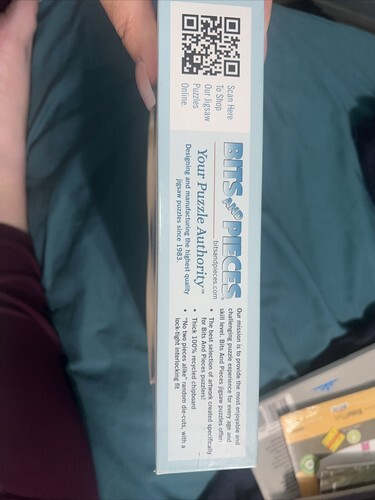 Scan Here
To Shop
Our Jigsaw
Puzzles
Online.
BITS AND PIECES
bitsandpieces.com
Your Puzzle Authority™
Designing and manufacturing the highest quality
jigsaw puzzles since 1983.
Our mission is to provide the most enjoyable and
challenging puzzle experience for every age and
skill level. Bits And Pieces jigsaw puzzles offer:
• The best selection of artwork created specifically
for Bits And Pieces puzzlers!
• Thick 100% recycled chipboard
• "No two pieces alike" random die-cuts, with a
lock-tight interlocking fit